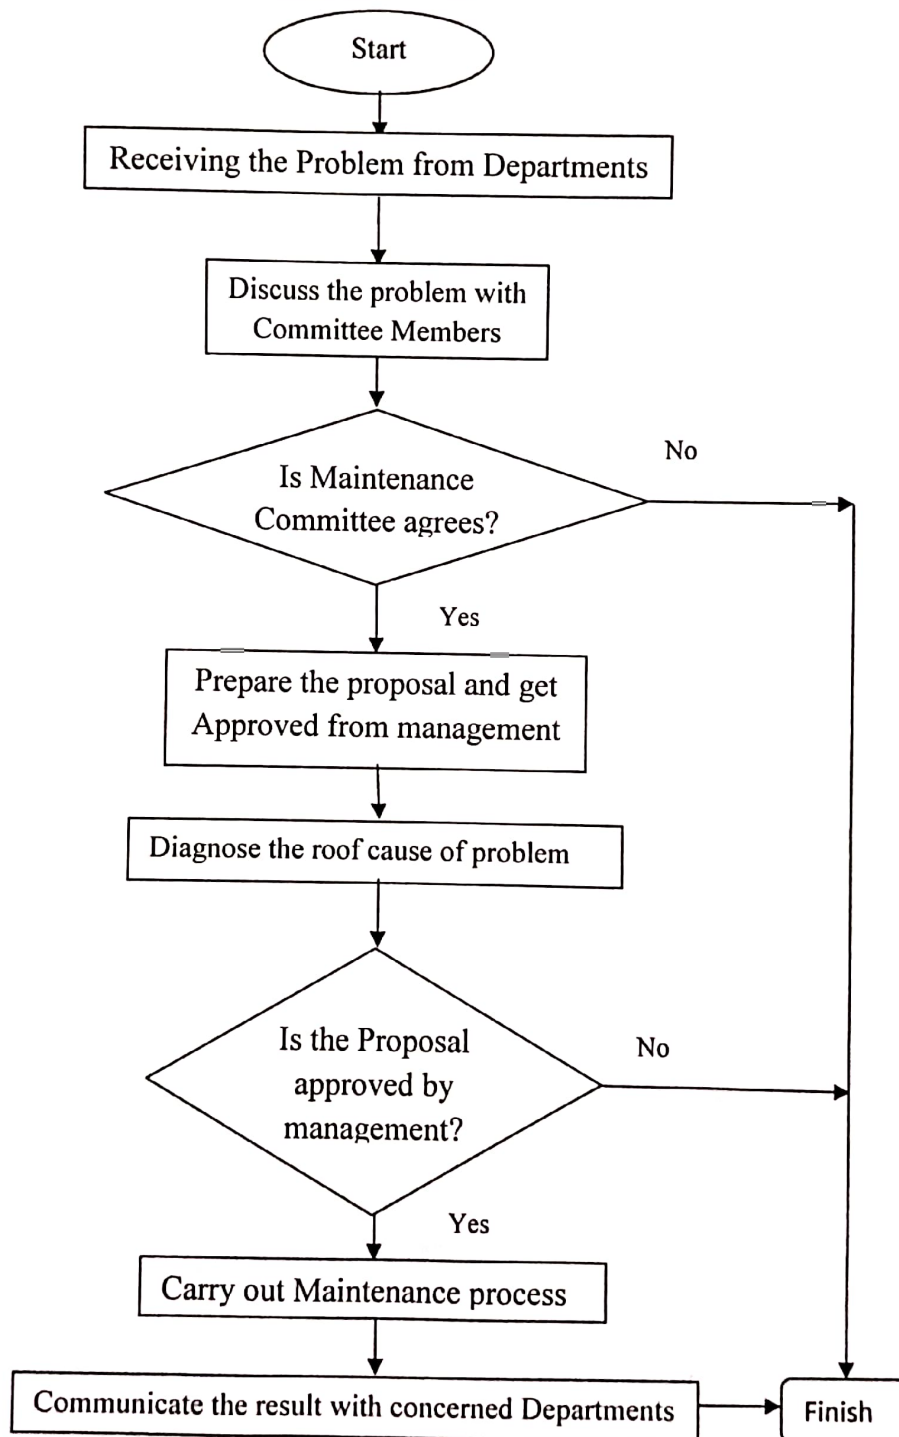 Start
Receiving the Problem from Departments
Discuss the problem with
Committee Members
No
Is Maintenance
Committee agrees?
Yes
Prepare the proposal and get
Approved from management
Diagnose the roof cause of problem
Is the Proposal
approved by
management?
No
Yes
Carry out Maintenance process
Communicate the result with concerned Departments
Finish